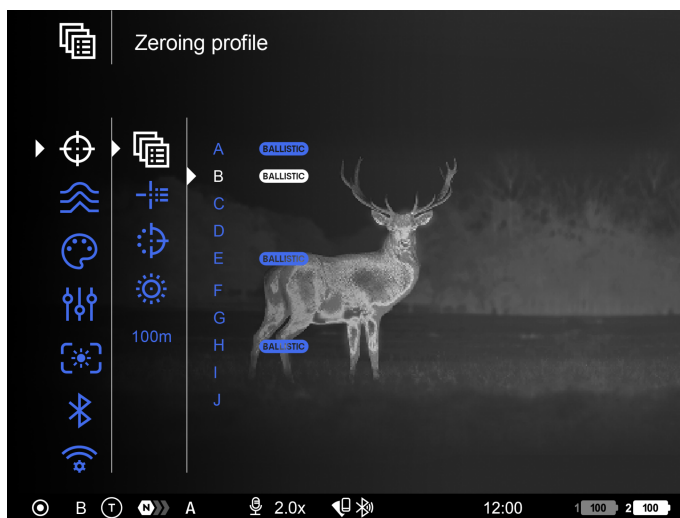 Zeroing profile
A BALLISTIC
B BALLISTIC
C
D
E BALLISTIC
F
G
100m
H BALLISTIC
I
J
B T N A 2.0x 12:00 1 100 2 100